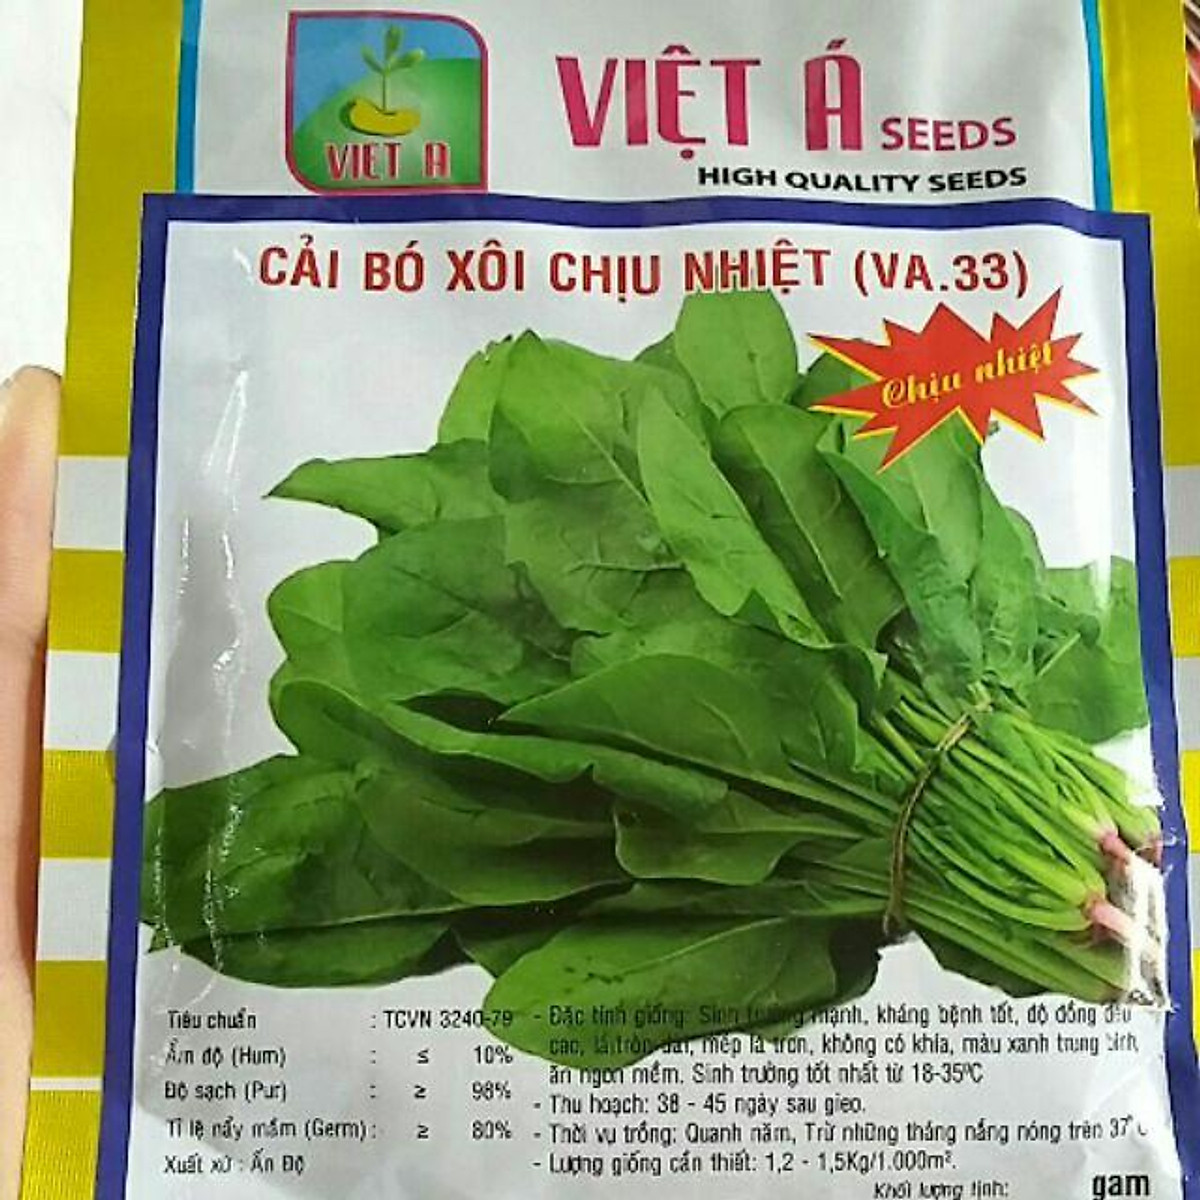 VIỆT Á
VIỆT Á SEEDS
HIGH QUALITY SEEDS
CẢI BÓ XÔI CHỊU NHIỆT (VA.33)
Chịu nhiệt
Tiêu chuẩn : TCVN 3240-79
Ẩm độ (Hum) : ≤ 10%
Độ sạch (Pur) : ≥ 98%
Tỉ lệ nẩy mầm (Germ) : ≥ 80%
Xuất xứ : Ấn Độ
- Đặc tính giống: Sinh trưởng mạnh, kháng bệnh tốt, độ đồng đều
cao, lá tròn dài, mép lá trơn, không có khía, màu xanh trung bình,
ăn ngon mềm. Sinh trưởng tốt nhất từ 18-35ºC
- Thu hoạch: 38 - 45 ngày sau gieo.
- Thời vụ trồng: Quanh năm, Trừ những tháng nắng nóng trên 37ºC
- Lượng giống cần thiết: 1,2 - 1,5Kg/1.000m².
Khối lượng tịnh: gam